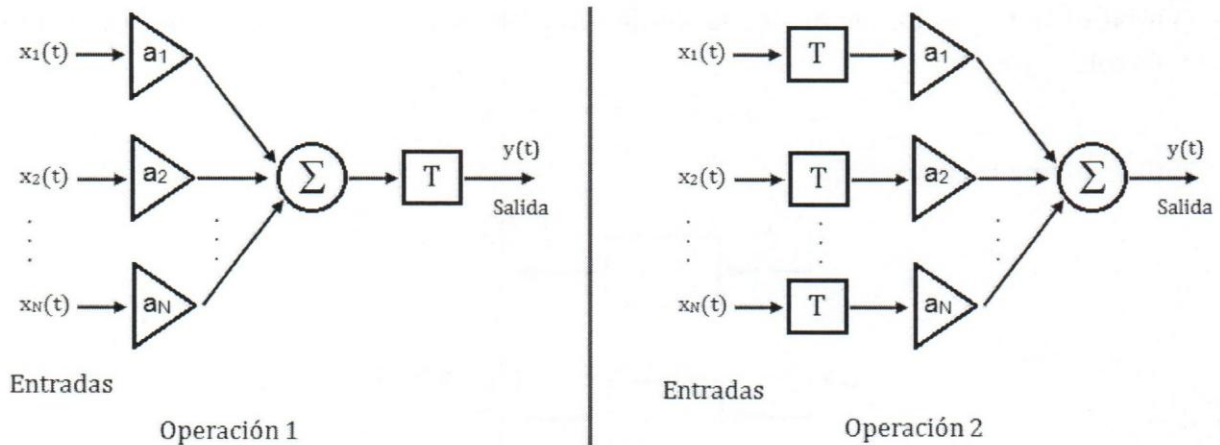 x₁(t)
a₁
x₂(t)
a₂
Σ
T
y(t)
Salida
xN(t)
aN
Entradas
Operación 1
x₁(t)
T
a₁
x₂(t)
T
a₂
Σ
y(t)
Salida
xN(t)
T
aN
Entradas
Operación 2